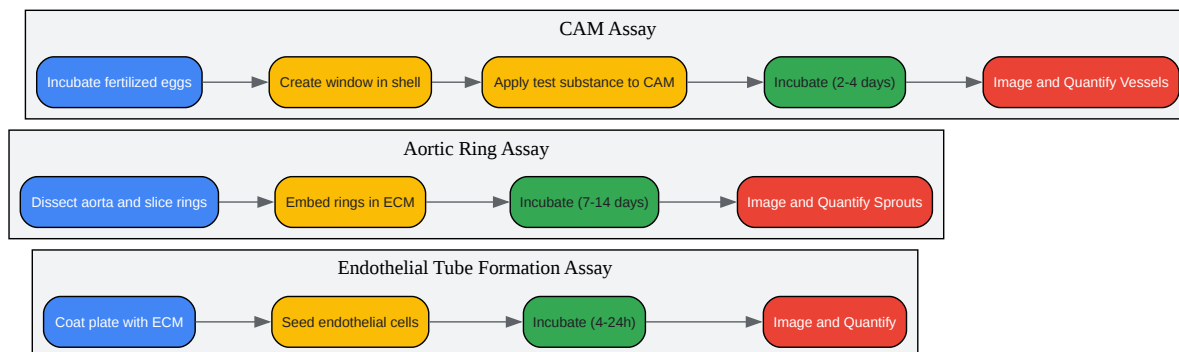 CAM Assay
Incubate fertilized eggs
Create window in shell
Apply test substance to CAM
Incubate (2-4 days)
Image and Quantify Vessels
Aortic Ring Assay
Dissect aorta and slice rings
Embed rings in ECM
Incubate (7-14 days)
Image and Quantify Sprouts
Endothelial Tube Formation Assay
Coat plate with ECM
Seed endothelial cells
Incubate (4-24h)
Image and Quantify